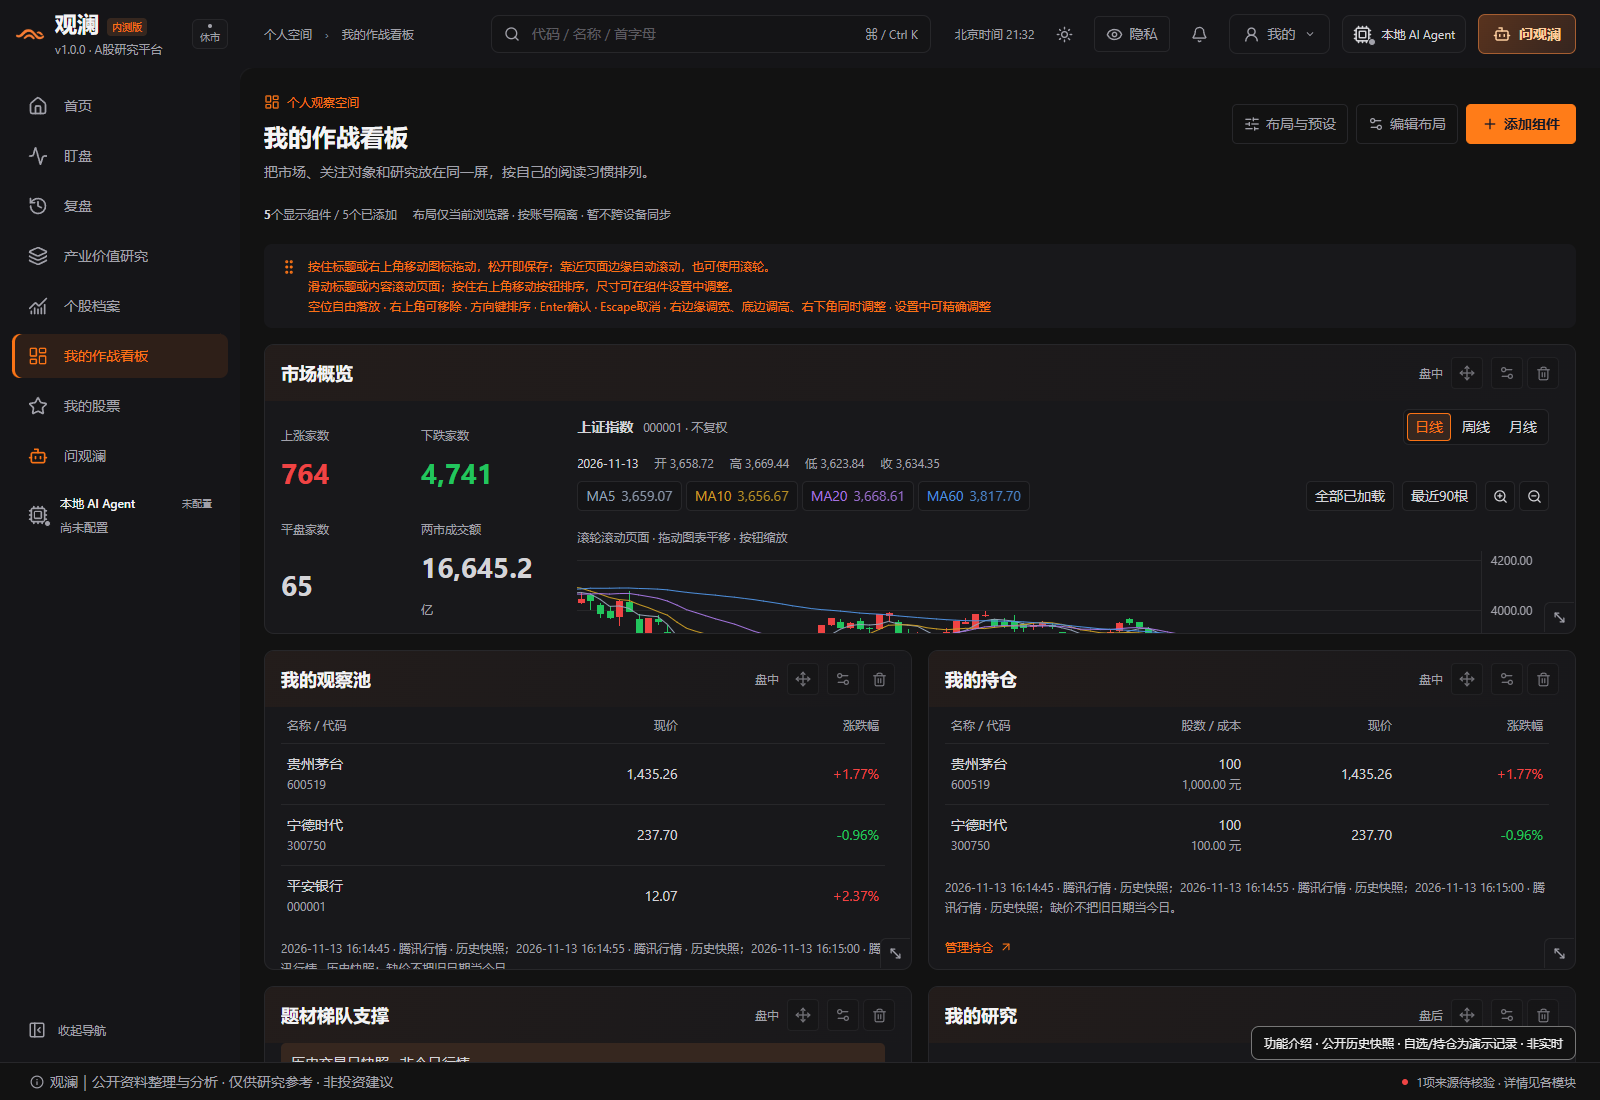 观澜 内测版
v1.0.0 · A股研究平台
休市
个人空间 › 我的作战看板
代码 / 名称 / 首字母 ⌘ / Ctrl K
北京时间 21:32
隐私
我的
本地 AI Agent
问观澜
首页
盯盘
复盘
产业价值研究
个股档案
我的作战看板
我的股票
问观澜
本地 AI Agent 未配置
尚未配置
收起导航
个人观察空间
我的作战看板
把市场、关注对象和研究放在同一屏，按自己的阅读习惯排列。
布局与预设
编辑布局
+ 添加组件
5个显示组件 / 5个已添加 布局仅当前浏览器 · 按账号隔离 · 暂不跨设备同步
按住标题或右上角移动图标拖动，松开即保存；靠近页面边缘自动滚动，也可使用滚轮。
滑动标题或内容滚动页面；按住右上角移动按钮排序，尺寸可在组件设置中调整。
空位自由落放 · 右上角可移除 · 方向键排序 · Enter确认 · Escape取消 · 右边缘调宽、底边调高、右下角同时调整 · 设置中可精确调整
市场概览 盘中
上涨家数 下跌家数
764 4,741
平盘家数 两市成交额
65 16,645.2
亿
上证指数 000001 · 不复权
日线 周线 月线
2026-11-13 开 3,658.72 高 3,669.44 低 3,623.84 收 3,634.35
MA5 3,659.07 MA10 3,656.67 MA20 3,668.61 MA60 3,817.70
全部已加载 最近90根
滚轮滚动页面 · 拖动图表平移 · 按钮缩放
4200.00
4000.00
我的观察池 盘中
名称 / 代码 现价 涨跌幅
贵州茅台
600519 1,435.26 +1.77%
宁德时代
300750 237.70 -0.96%
平安银行
000001 12.07 +2.37%
2026-11-13 16:14:45 · 腾讯行情 · 历史快照；2026-11-13 16:14:55 · 腾讯行情 · 历史快照；2026-11-13 16:15:00 · 腾
讯行情 · 历史快照；缺价不把旧日期当今日。
我的持仓 盘中
名称 / 代码 股数 / 成本 现价 涨跌幅
贵州茅台 100
600519 1,000.00 元 1,435.26 +1.77%
宁德时代 100
300750 100.00 元 237.70 -0.96%
2026-11-13 16:14:45 · 腾讯行情 · 历史快照；2026-11-13 16:14:55 · 腾讯行情 · 历史快照；2026-11-13 16:15:00 · 腾
讯行情 · 历史快照；缺价不把旧日期当今日。
管理持仓
题材梯队支撑 盘中
历史交易日快照 · 非今日行情
我的研究 盘后
功能介绍 · 公开历史快照 · 自选/持仓为演示记录 · 非实时
观澜 | 公开资料整理与分析 · 仅供研究参考 · 非投资建议
1项来源待核验 · 详情见各模块